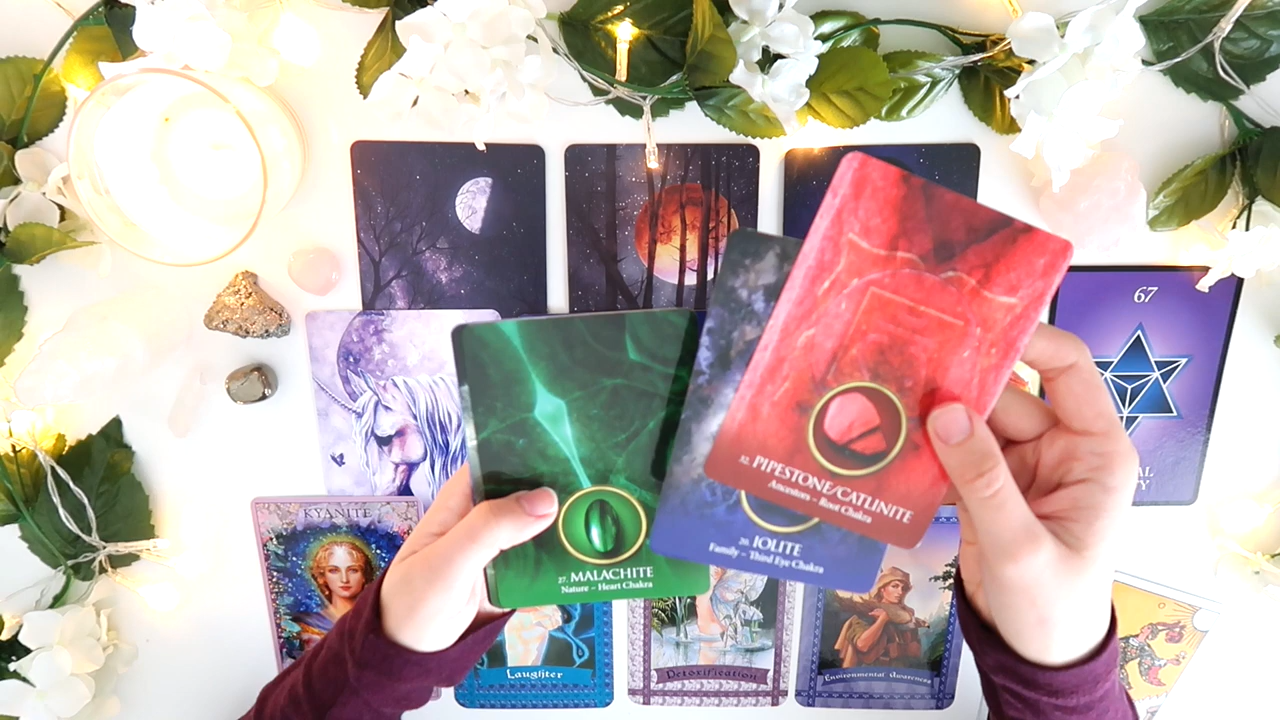 67
KYANITE
27. MALACHITE
Nature – Heart Chakra
32. PIPESTONE/CATLINITE
Ancestors – Root Chakra
20. IOLITE
Family – Third Eye Chakra
Laughter
Detoxification
Environmental Awareness